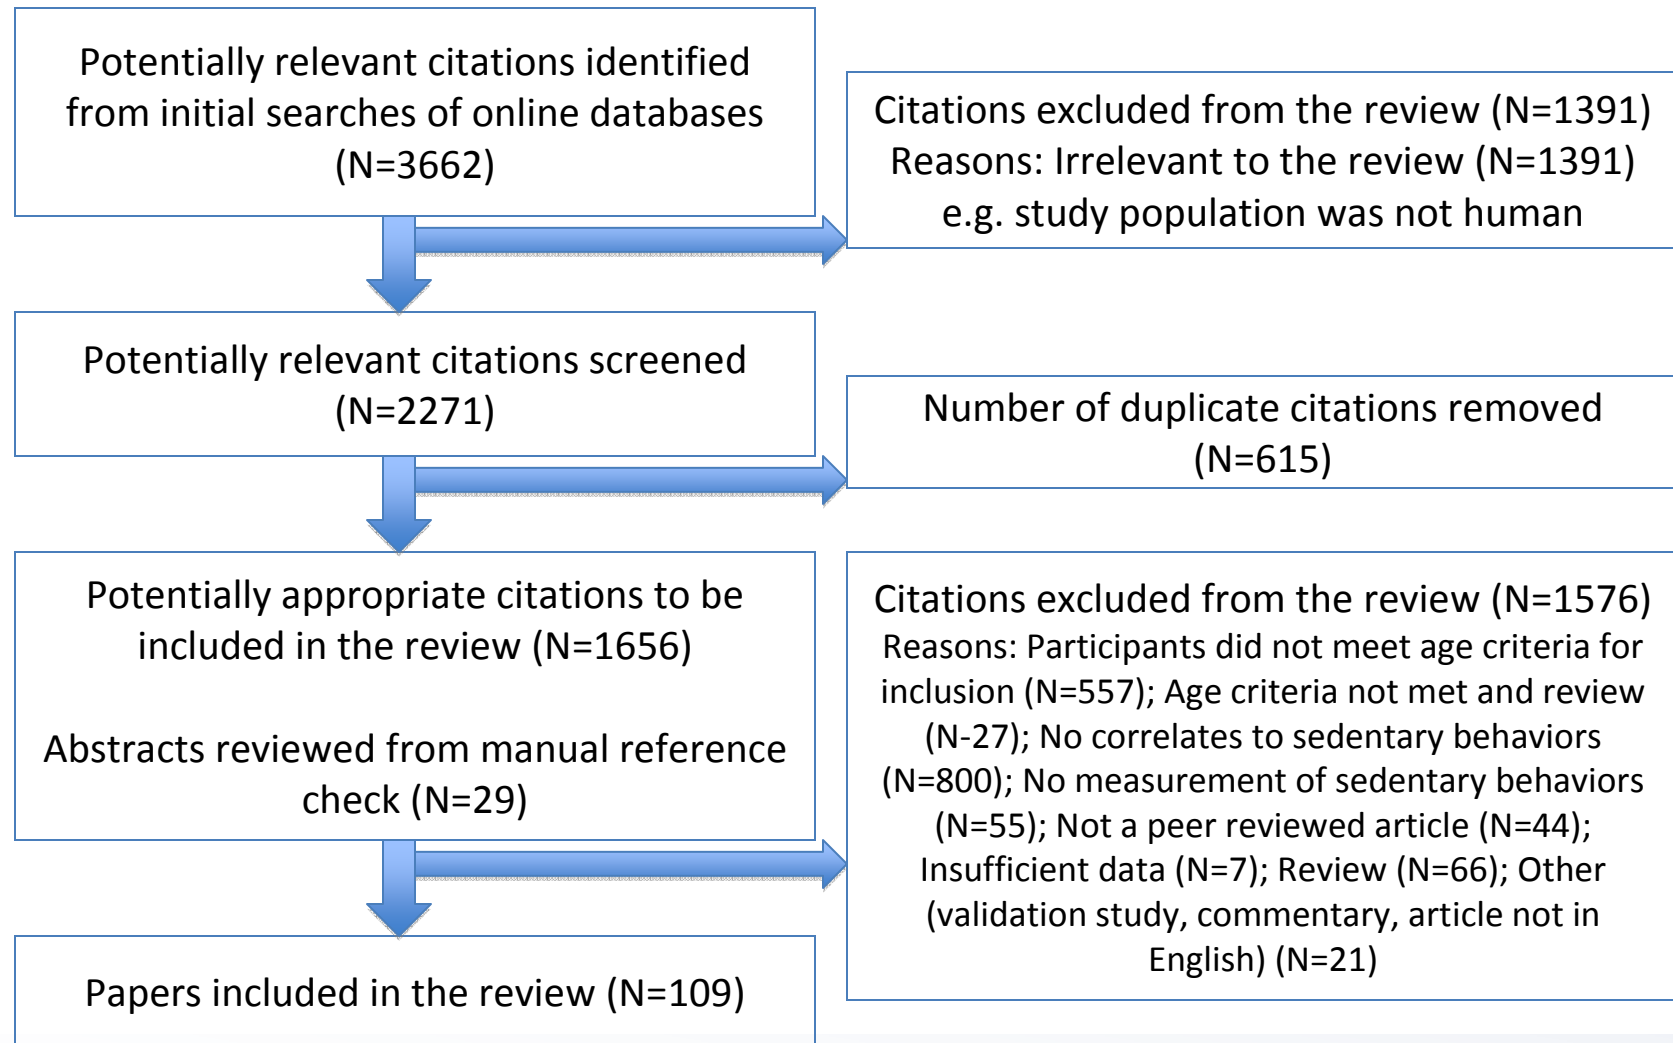 Potentially relevant citations identified
from initial searches of online databases
(N=3662)
Citations excluded from the review (N=1391)
Reasons: Irrelevant to the review (N=1391)
e.g. study population was not human
Potentially relevant citations screened
(N=2271)
Number of duplicate citations removed
(N=615)
Potentially appropriate citations to be
included in the review (N=1656)
Abstracts reviewed from manual reference
check (N=29)
Citations excluded from the review (N=1576)
Reasons: Participants did not meet age criteria for
inclusion (N=557); Age criteria not met and review
(N-27); No correlates to sedentary behaviors
(N=800); No measurement of sedentary behaviors
(N=55); Not a peer reviewed article (N=44);
Insufficient data (N=7); Review (N=66); Other
(validation study, commentary, article not in
English) (N=21)
Papers included in the review (N=109)